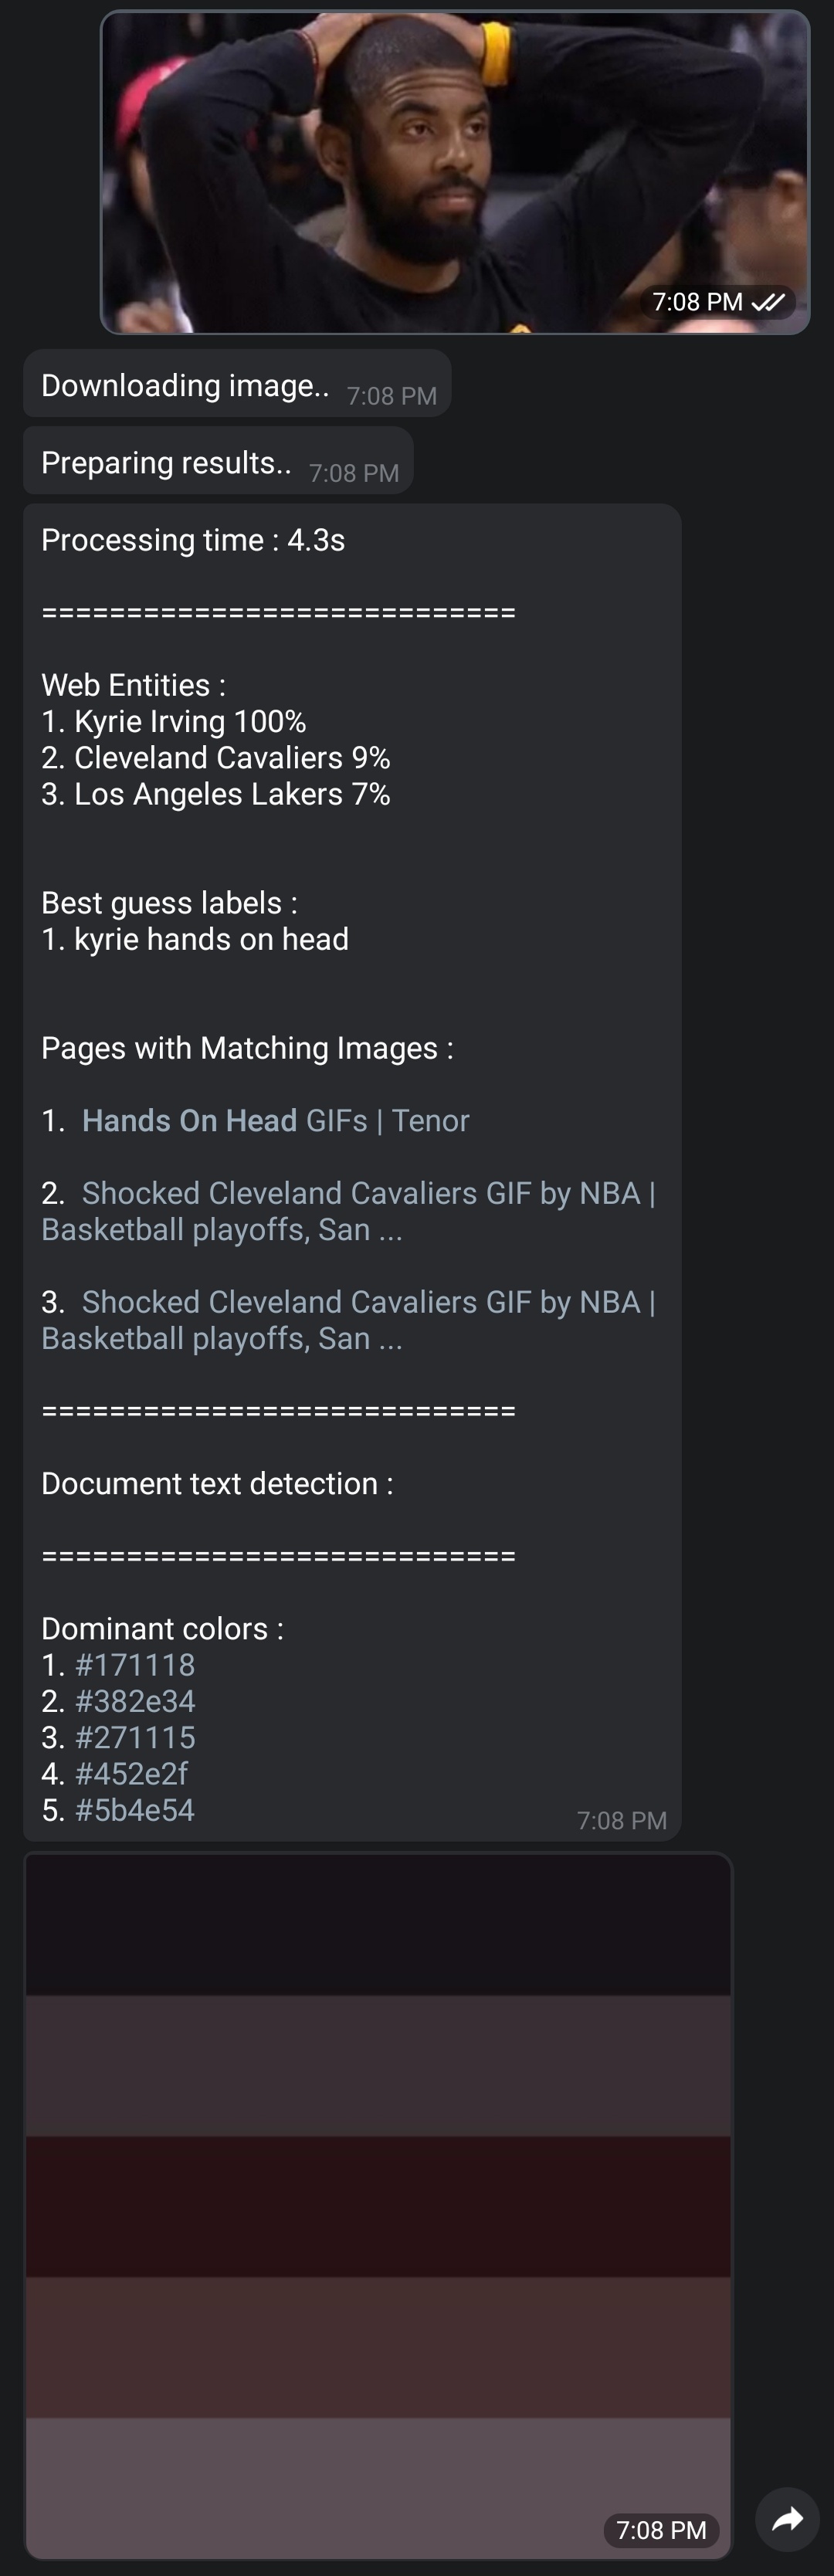 7:08 PM
Downloading image.. 7:08 PM
Preparing results.. 7:08 PM
Processing time : 4.3s
============================
Web Entities :
1. Kyrie Irving 100%
2. Cleveland Cavaliers 9%
3. Los Angeles Lakers 7%
Best guess labels :
1. kyrie hands on head
Pages with Matching Images :
1. Hands On Head GIFs | Tenor
2. Shocked Cleveland Cavaliers GIF by NBA |
Basketball playoffs, San ...
3. Shocked Cleveland Cavaliers GIF by NBA |
Basketball playoffs, San ...
============================
Document text detection :
============================
Dominant colors :
1. #171118
2. #382e34
3. #271115
4. #452e2f
5. #5b4e54
7:08 PM
7:08 PM